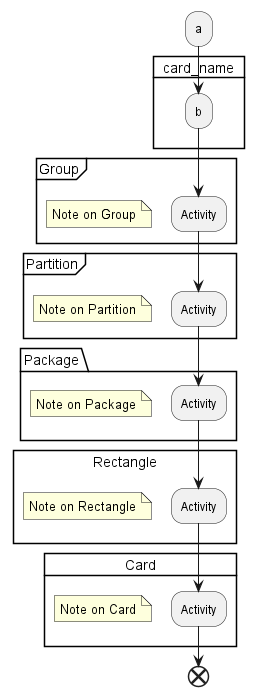 a
card_name
b
Group
Note on Group
Activity
Partition
Note on Partition
Activity
Package
Note on Package
Activity
Rectangle
Note on Rectangle
Activity
Card
Note on Card
Activity